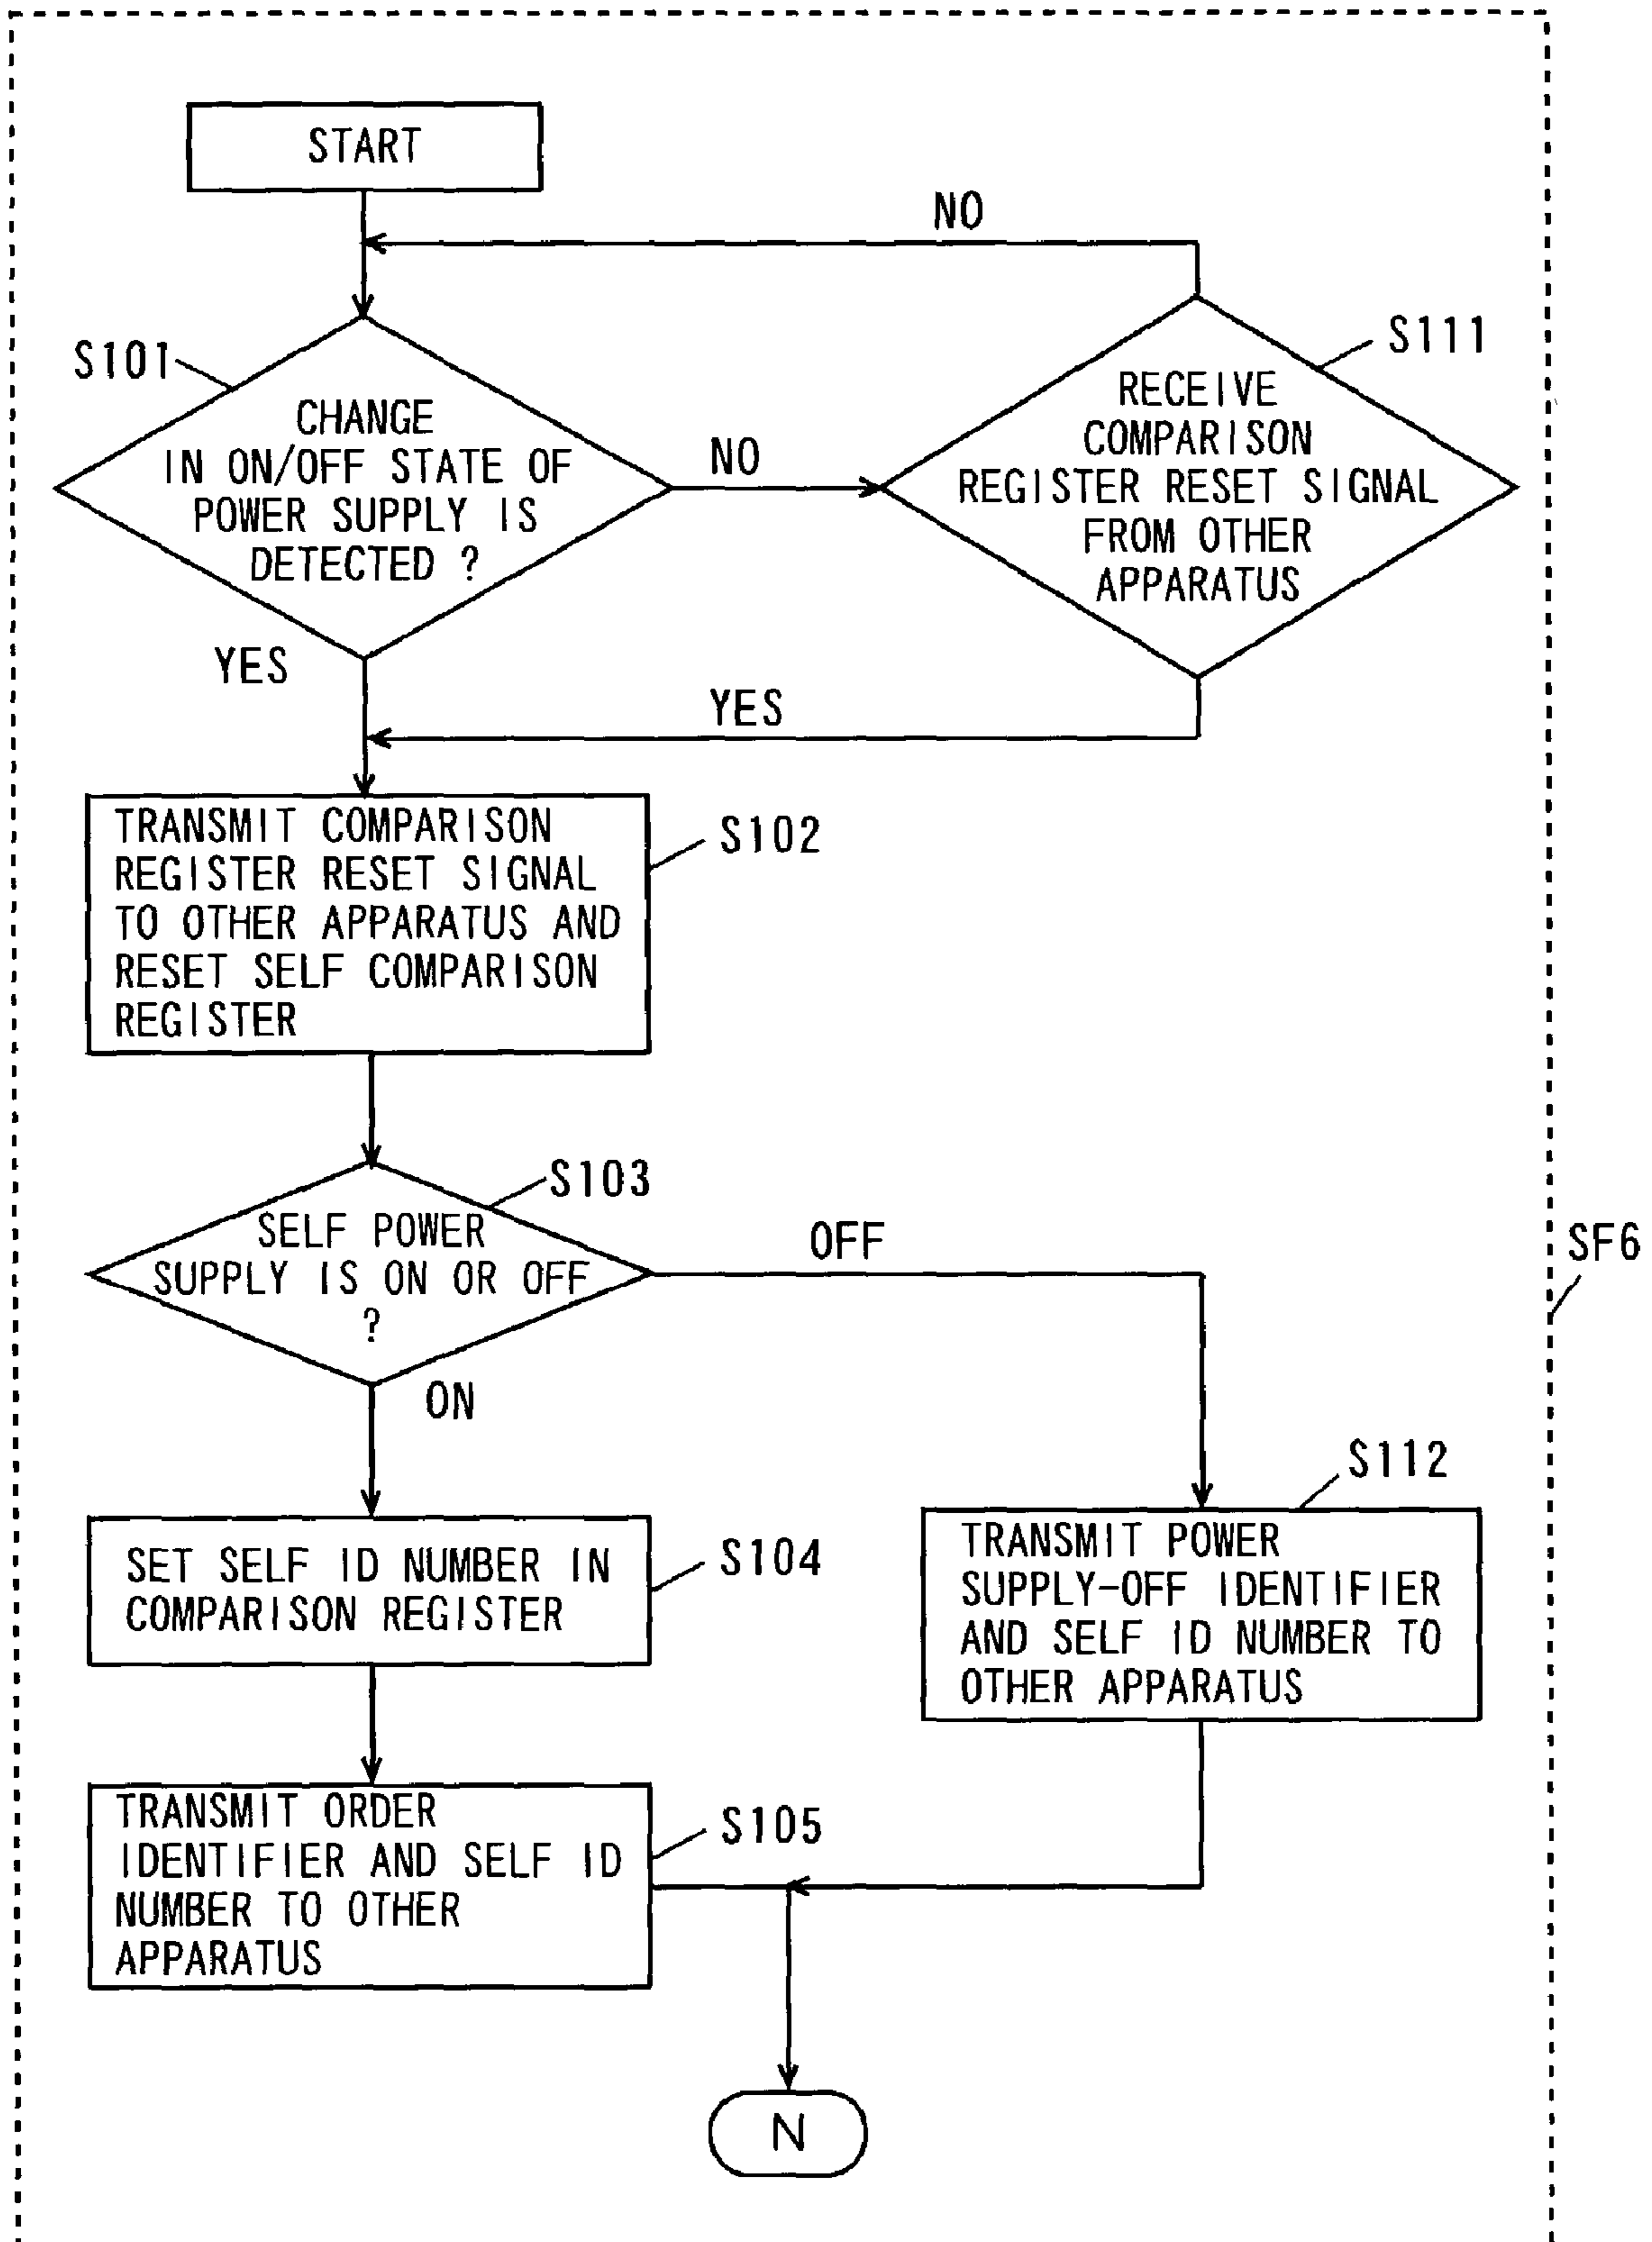 START
NO
S101
CHANGE
IN ON/OFF STATE OF
POWER SUPPLY IS
DETECTED ?
NO
S111
RECEIVE
COMPARISON
REGISTER RESET SIGNAL
FROM OTHER
APPARATUS
YES
YES
TRANSMIT COMPARISON
REGISTER RESET SIGNAL
TO OTHER APPARATUS AND
RESET SELF COMPARISON
REGISTER
S102
S103
SELF POWER
SUPPLY IS ON OR OFF
?
OFF
SF6
ON
S112
SET SELF ID NUMBER IN
COMPARISON REGISTER
S104
TRANSMIT POWER
SUPPLY-OFF IDENTIFIER
AND SELF ID NUMBER TO
OTHER APPARATUS
TRANSMIT ORDER
IDENTIFIER AND SELF ID
NUMBER TO OTHER
APPARATUS
S105
N